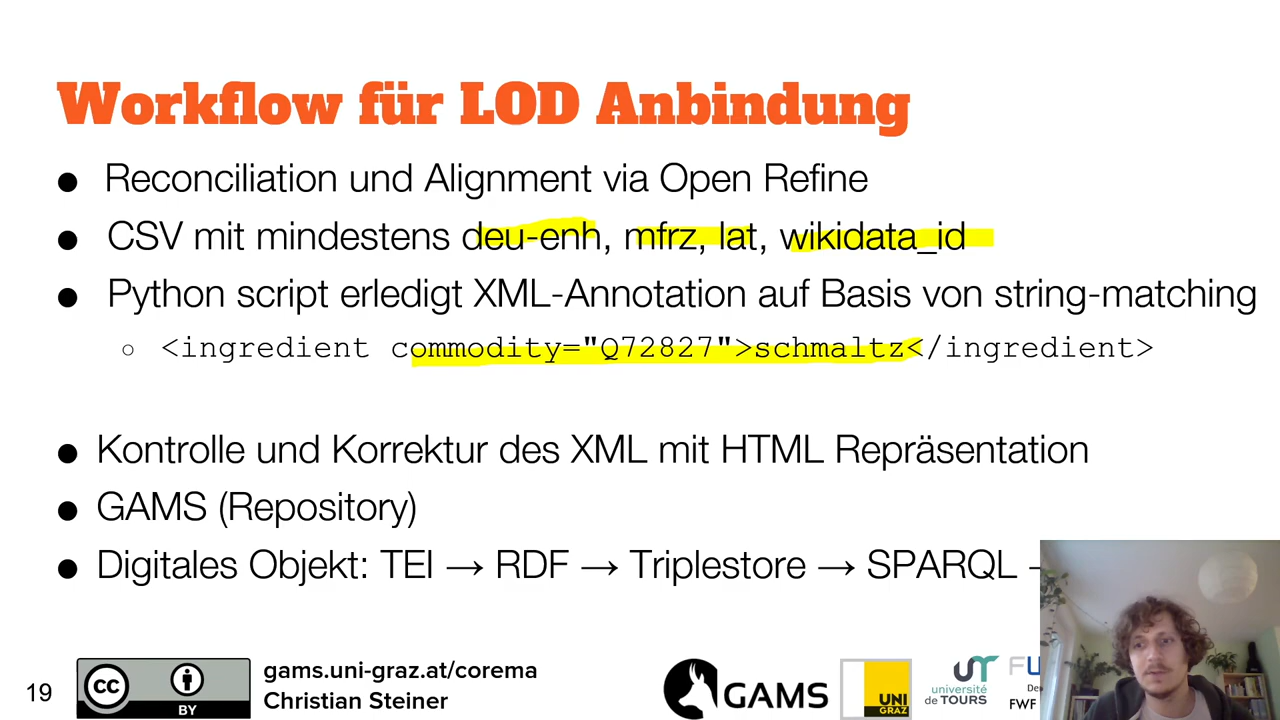 Workflow für LOD Anbindung
● Reconciliation und Alignment via Open Refine
● CSV mit mindestens deu-enh, mfrz, lat, wikidata_id
● Python script erledigt XML-Annotation auf Basis von string-matching
○ <ingredient commodity="Q72827">schmaltz</ingredient>
● Kontrolle und Korrektur des XML mit HTML Repräsentation
● GAMS (Repository)
● Digitales Objekt: TEI → RDF → Triplestore → SPARQL
19
CC BY
gams.uni-graz.at/corema
Christian Steiner
GAMS
UNI GRAZ
université de TOURS
FWF